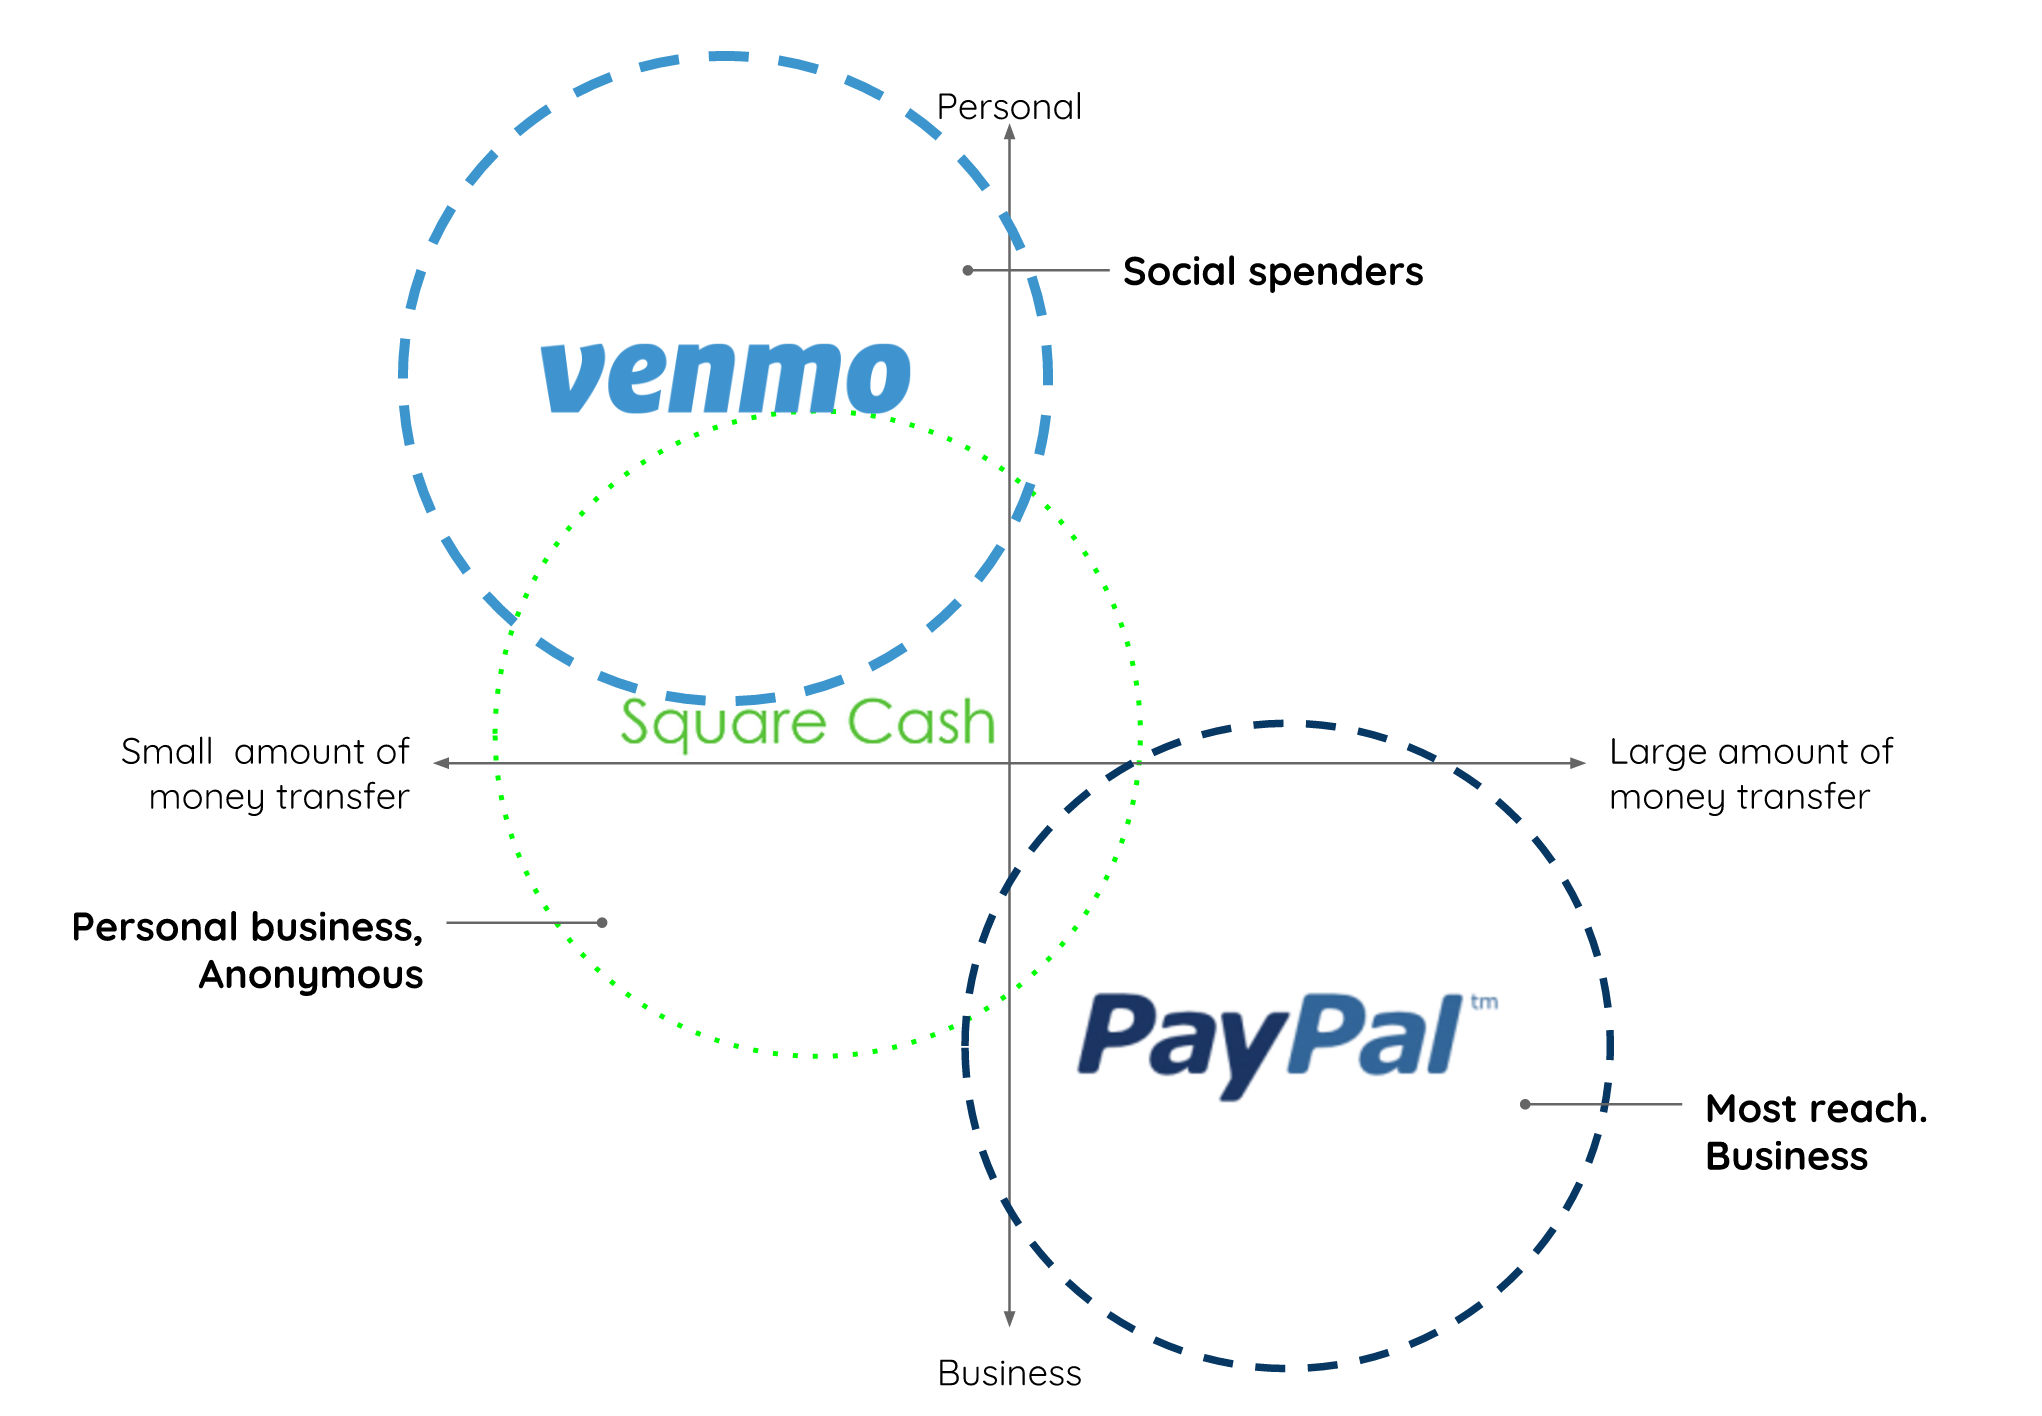 Personal
Social spenders
venmo
Square Cash
Small  amount of
money transfer
Large amount of
money transfer
Personal business,
Anonymous
PayPal tm
Most reach.
Business
Business